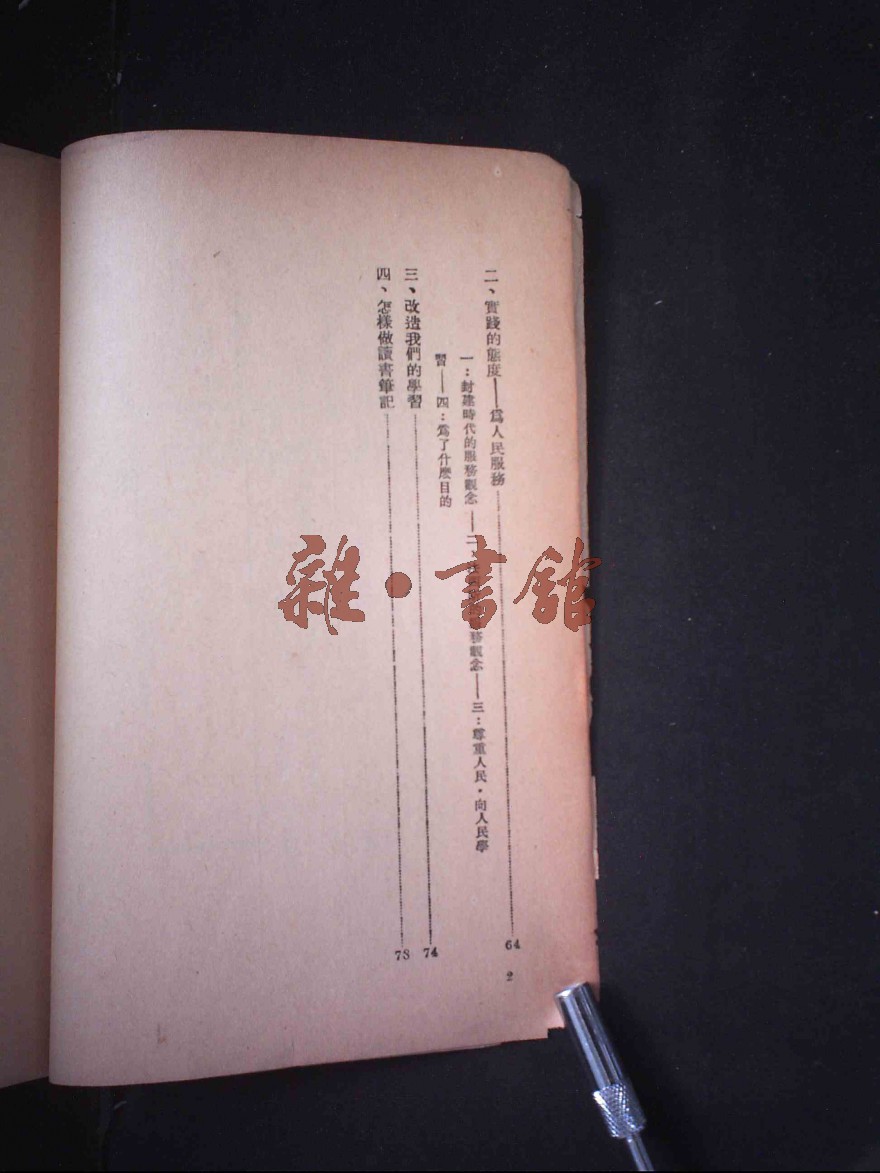 二、實踐的態度——爲人民服務……64
一：封建時代的服務觀念——二、務觀念——三：尊重人民・向人民學
習——四：爲了什麽目的
三、改造我們的學習……74
四、怎樣做讀書筆記……78
2
雜・書館